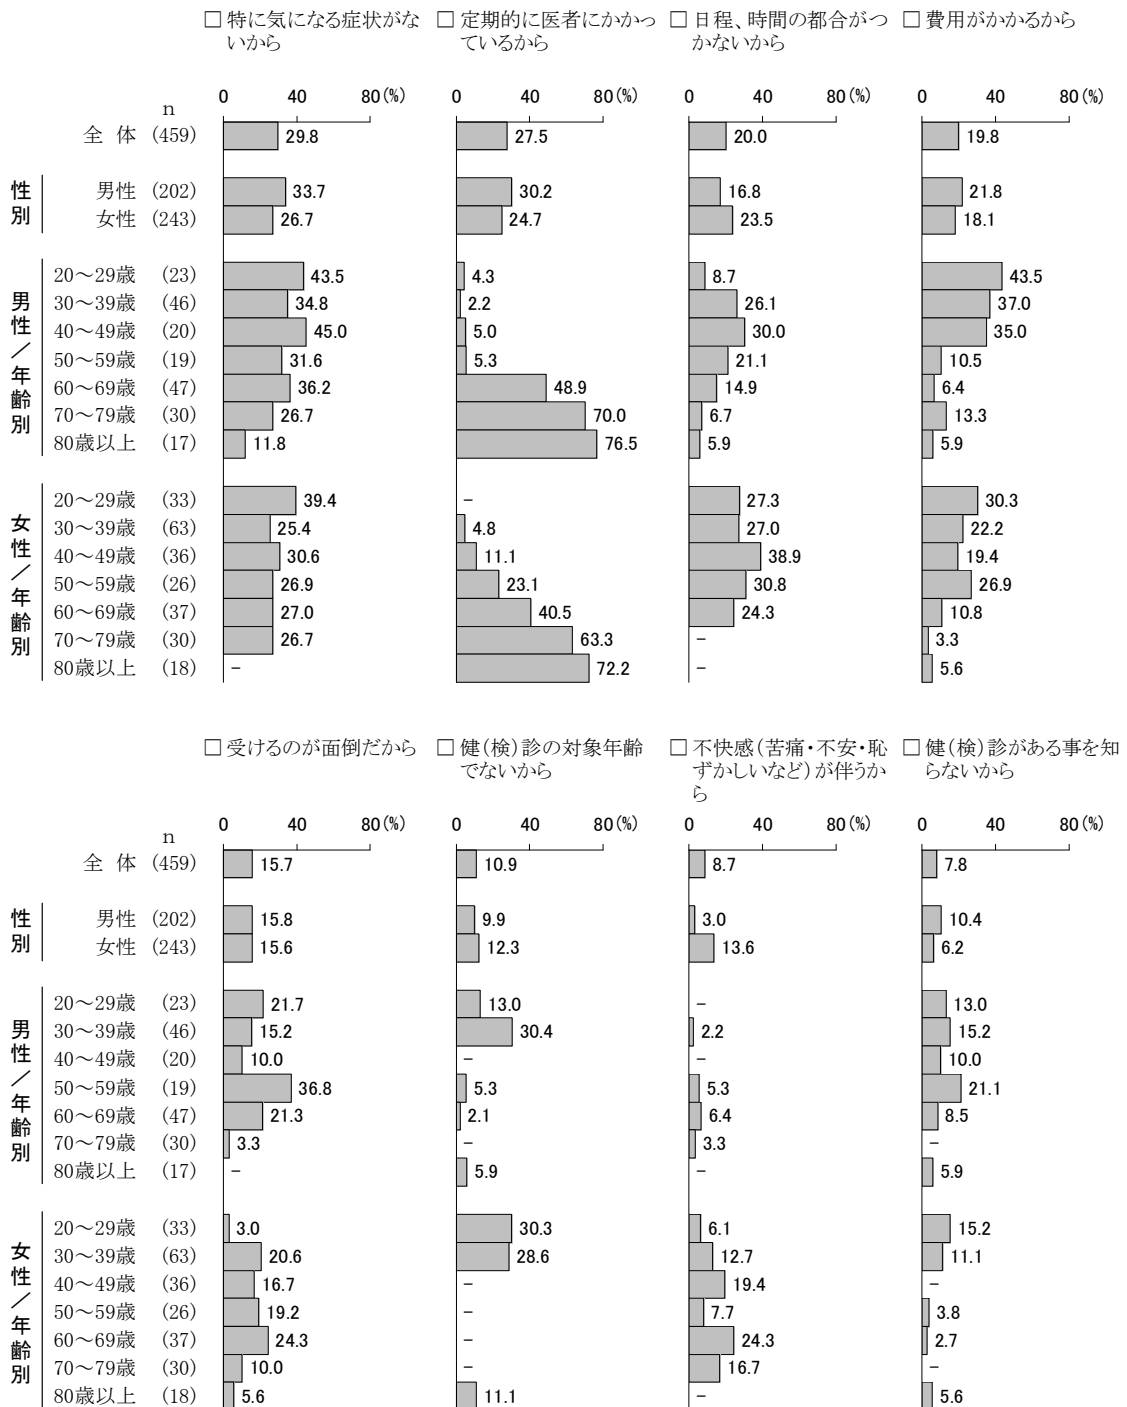 □ 特に気になる症状がな □ 定期的に医者にかかっ □ 日程、時間の都合がつ □ 費用がかかるから
いから ているから かないから
0 40 80(%) 0 40 80(%) 0 40 80(%) 0 40 80(%)
n
全 体 (459) 29.8 27.5 20.0 19.8
性別
男性 (202) 33.7 30.2 16.8 21.8
女性 (243) 26.7 24.7 23.5 18.1
男性／年齢別
20～29歳 (23) 43.5 4.3 8.7 43.5
30～39歳 (46) 34.8 2.2 26.1 37.0
40～49歳 (20) 45.0 5.0 30.0 35.0
50～59歳 (19) 31.6 5.3 21.1 10.5
60～69歳 (47) 36.2 48.9 14.9 6.4
70～79歳 (30) 26.7 70.0 6.7 13.3
80歳以上 (17) 11.8 76.5 5.9 5.9
女性／年齢別
20～29歳 (33) 39.4 - 27.3 30.3
30～39歳 (63) 25.4 4.8 27.0 22.2
40～49歳 (36) 30.6 11.1 38.9 19.4
50～59歳 (26) 26.9 23.1 30.8 26.9
60～69歳 (37) 27.0 40.5 24.3 10.8
70～79歳 (30) 26.7 63.3 - 3.3
80歳以上 (18) - 72.2 - 5.6
□ 受けるのが面倒だから □ 健(検)診の対象年齢 □ 不快感(苦痛・不安・恥 □ 健(検)診がある事を知
でないから ずかしいなど)が伴うか らないから
ら
0 40 80(%) 0 40 80(%) 0 40 80(%) 0 40 80(%)
n
全 体 (459) 15.7 10.9 8.7 7.8
性別
男性 (202) 15.8 9.9 3.0 10.4
女性 (243) 15.6 12.3 13.6 6.2
男性／年齢別
20～29歳 (23) 21.7 13.0 - 13.0
30～39歳 (46) 15.2 30.4 2.2 15.2
40～49歳 (20) 10.0 - - 10.0
50～59歳 (19) 36.8 5.3 5.3 21.1
60～69歳 (47) 21.3 2.1 6.4 8.5
70～79歳 (30) 3.3 - 3.3 -
80歳以上 (17) - 5.9 - 5.9
女性／年齢別
20～29歳 (33) 3.0 30.3 6.1 15.2
30～39歳 (63) 20.6 28.6 12.7 11.1
40～49歳 (36) 16.7 - 19.4 -
50～59歳 (26) 19.2 - 7.7 3.8
60～69歳 (37) 24.3 - 24.3 2.7
70～79歳 (30) 10.0 - 16.7 -
80歳以上 (18) 5.6 11.1 - 5.6